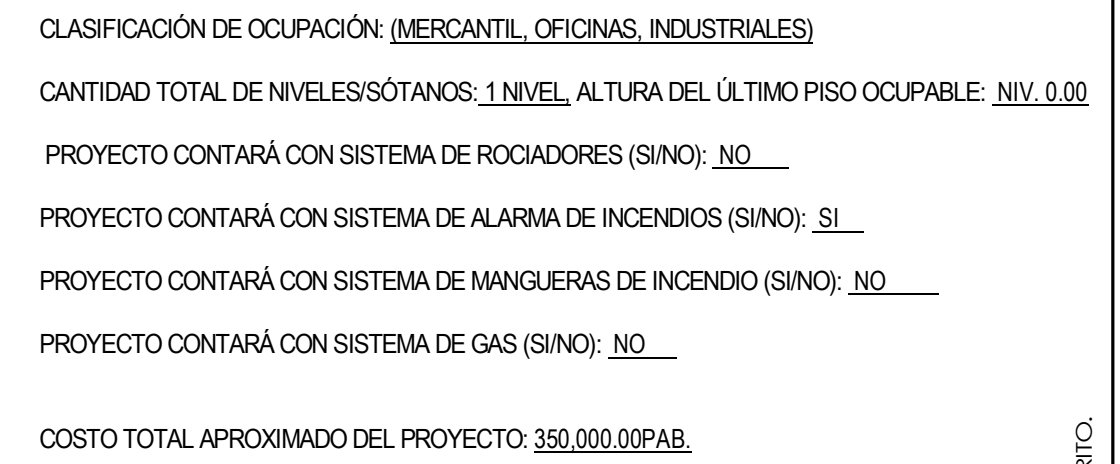 CLASIFICACIÓN DE OCUPACIÓN: (MERCANTIL, OFICINAS, INDUSTRIALES)
CANTIDAD TOTAL DE NIVELES/SÓTANOS: 1 NIVEL, ALTURA DEL ÚLTIMO PISO OCUPABLE: NIV. 0.00
PROYECTO CONTARÁ CON SISTEMA DE ROCIADORES (SI/NO): NO
PROYECTO CONTARÁ CON SISTEMA DE ALARMA DE INCENDIOS (SI/NO): SI
PROYECTO CONTARÁ CON SISTEMA DE MANGUERAS DE INCENDIO (SI/NO): NO
PROYECTO CONTARÁ CON SISTEMA DE GAS (SI/NO): NO
COSTO TOTAL APROXIMADO DEL PROYECTO: 350,000.00PAB.